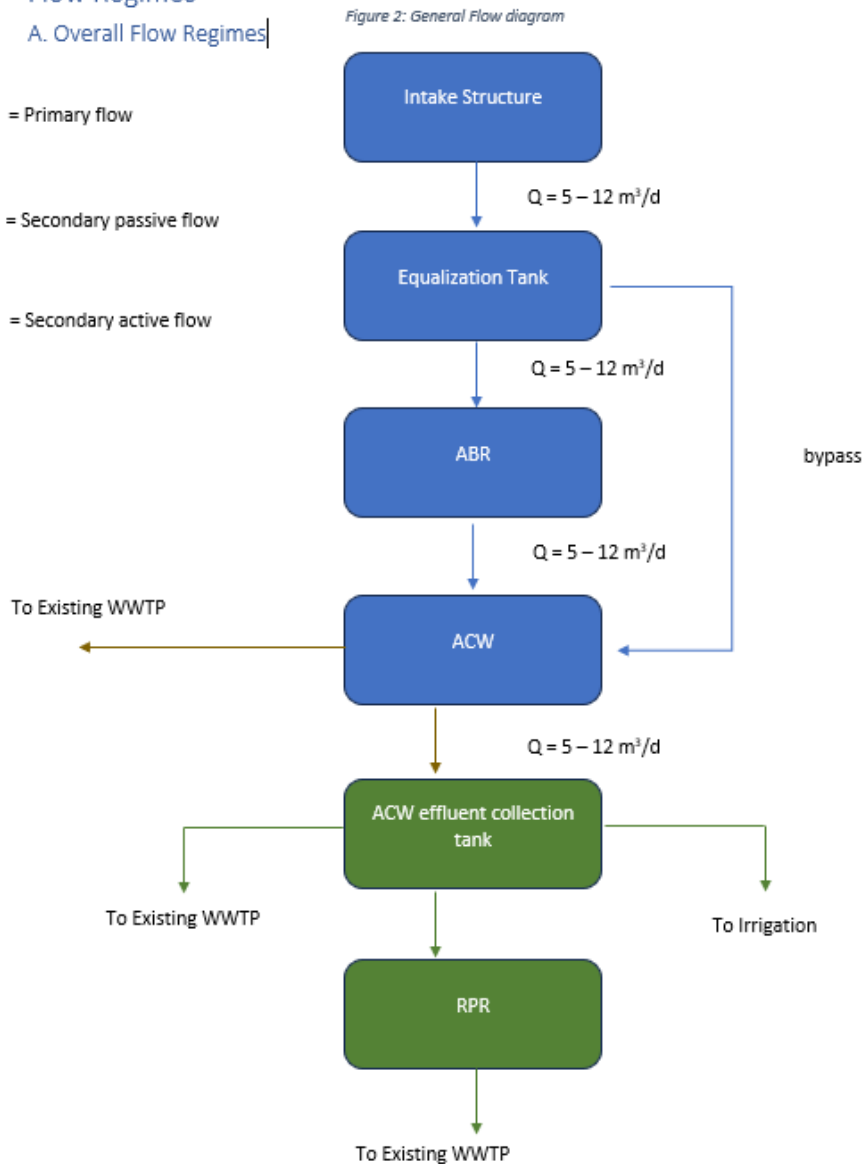 Flow Regimes
A. Overall Flow Regimes
Figure 2: General Flow diagram
Intake Structure
= Primary flow
Q = 5 – 12 m³/d
= Secondary passive flow
Equalization Tank
= Secondary active flow
Q = 5 – 12 m³/d
ABR
bypass
Q = 5 – 12 m³/d
To Existing WWTP
ACW
Q = 5 – 12 m³/d
ACW effluent collection
tank
To Existing WWTP
To Irrigation
RPR
To Existing WWTP